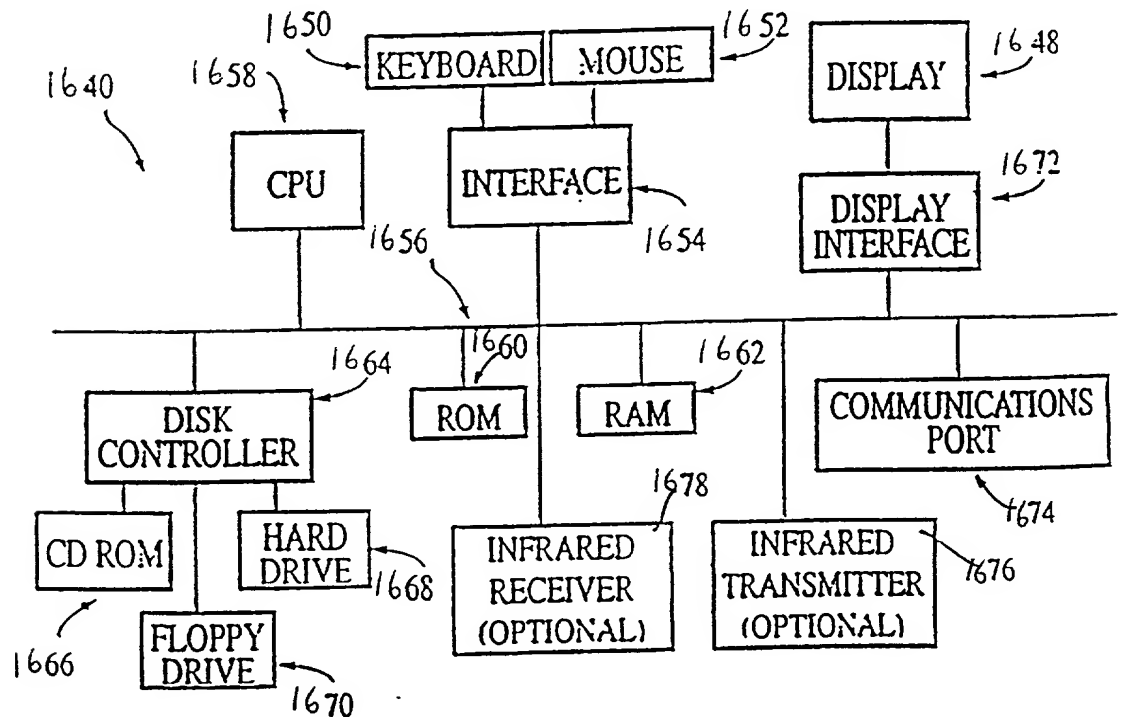 1650
KEYBOARD
MOUSE
1652
1648
DISPLAY
1658
1640
CPU
INTERFACE
1672
DISPLAY
INTERFACE
1654
1656
1660
1662
1664
DISK
CONTROLLER
ROM
RAM
COMMUNICATIONS
PORT
1678
1674
CD ROM
HARD
DRIVE
1668
INFRARED
RECEIVER
(OPTIONAL)
INFRARED
TRANSMITTER
(OPTIONAL)
1676
1666
FLOPPY
DRIVE
1670